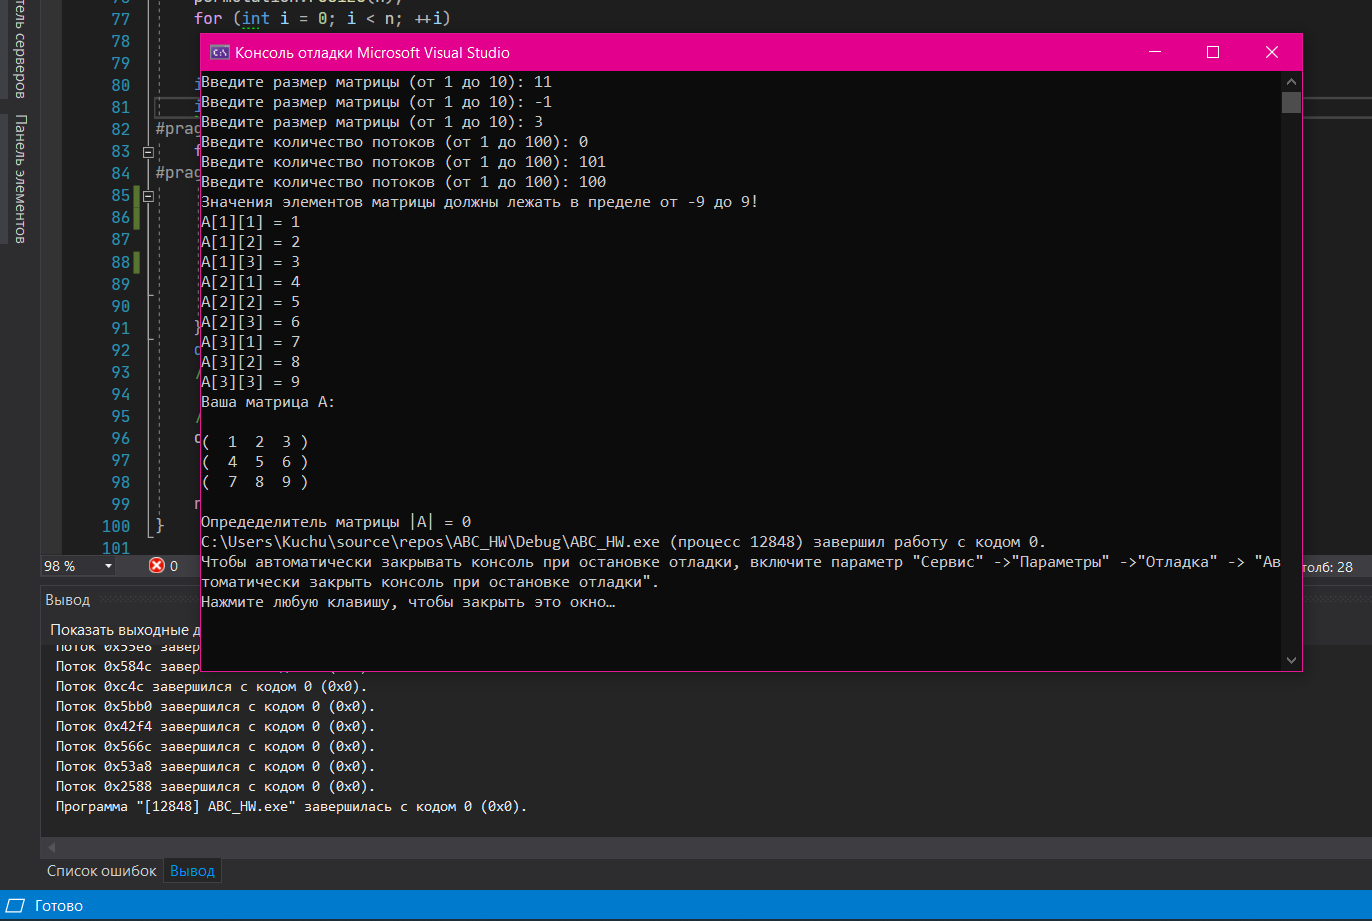 тель серверов
Панель элементов
77 for (int i = 0; i < n; ++i)
78
79
80
81
82 #prag
83
84 #prag
85
86
87
88
89
90
91 }
92
93
94
95
96
97
98
99
100 }
101
Консоль отладки Microsoft Visual Studio
Введите размер матрицы (от 1 до 10): 11
Введите размер матрицы (от 1 до 10): -1
Введите размер матрицы (от 1 до 10): 3
Введите количество потоков (от 1 до 100): 0
Введите количество потоков (от 1 до 100): 101
Введите количество потоков (от 1 до 100): 100
Значения элементов матрицы должны лежать в пределе от -9 до 9!
A[1][1] = 1
A[1][2] = 2
A[1][3] = 3
A[2][1] = 4
A[2][2] = 5
A[2][3] = 6
A[3][1] = 7
A[3][2] = 8
A[3][3] = 9
Ваша матрица A:
( 1 2 3 )
( 4 5 6 )
( 7 8 9 )
Определелитель матрицы |A| = 0
C:\Users\Kuchu\source\repos\ABC_HW\Debug\ABC_HW.exe (процесс 12848) завершил работу с кодом 0.
Чтобы автоматически закрывать консоль при остановке отладки, включите параметр "Сервис" ->"Параметры" ->"Отладка" -> "Ав
томатически закрыть консоль при остановке отладки".
Нажмите любую клавишу, чтобы закрыть это окно…
98 %
0
толб: 28
Вывод
Показать выходные д
Поток 0x55e8 завер
Поток 0x584c завер
Поток 0xc4c завершился с кодом 0 (0x0).
Поток 0x5bb0 завершился с кодом 0 (0x0).
Поток 0x42f4 завершился с кодом 0 (0x0).
Поток 0x566c завершился с кодом 0 (0x0).
Поток 0x53a8 завершился с кодом 0 (0x0).
Поток 0x2588 завершился с кодом 0 (0x0).
Программа "[12848] ABC_HW.exe" завершилась с кодом 0 (0x0).
Список ошибок
Вывод
Готово